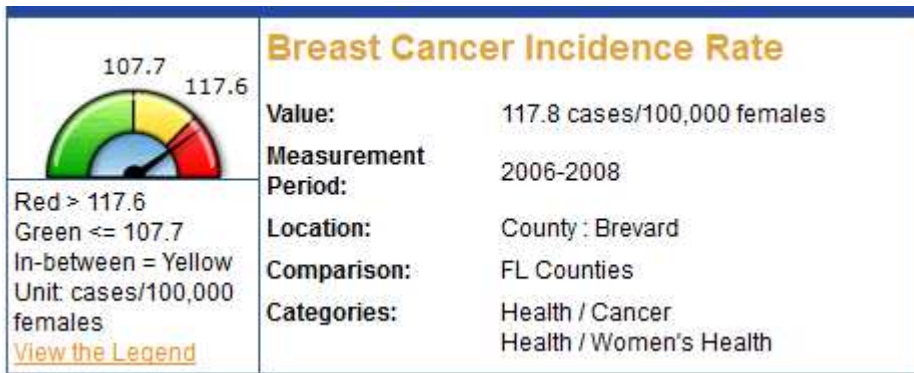 107.7
117.6
Red > 117.6
Green <= 107.7
In-between = Yellow
Unit: cases/100,000
females
View the Legend
Breast Cancer Incidence Rate
Value: 117.8 cases/100,000 females
Measurement
Period: 2006-2008
Location: County : Brevard
Comparison: FL Counties
Categories: Health / Cancer
Health / Women's Health